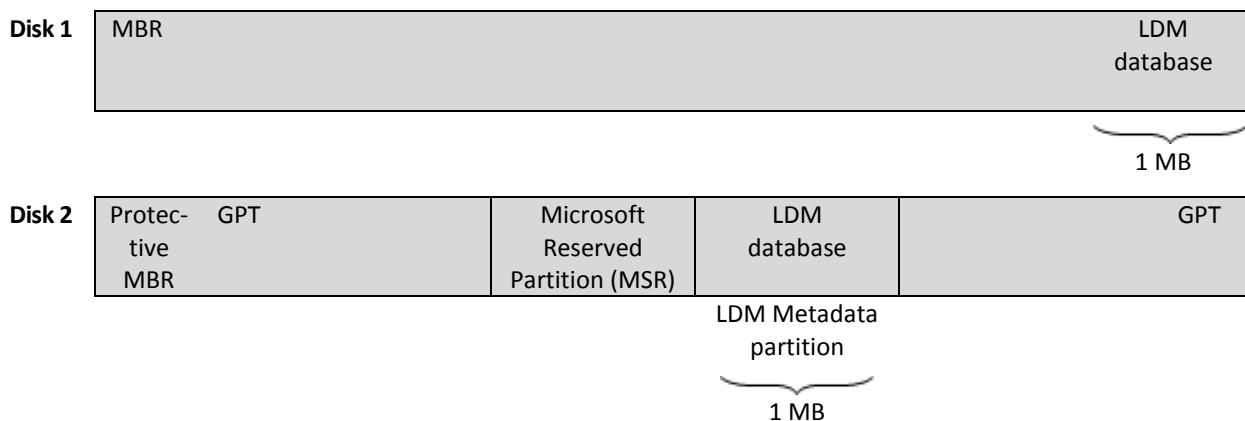 Disk 1 MBR LDM
database
1 MB
Disk 2 Protec- GPT Microsoft LDM GPT
tive Reserved database
MBR Partition (MSR)
LDM Metadata
partition
1 MB